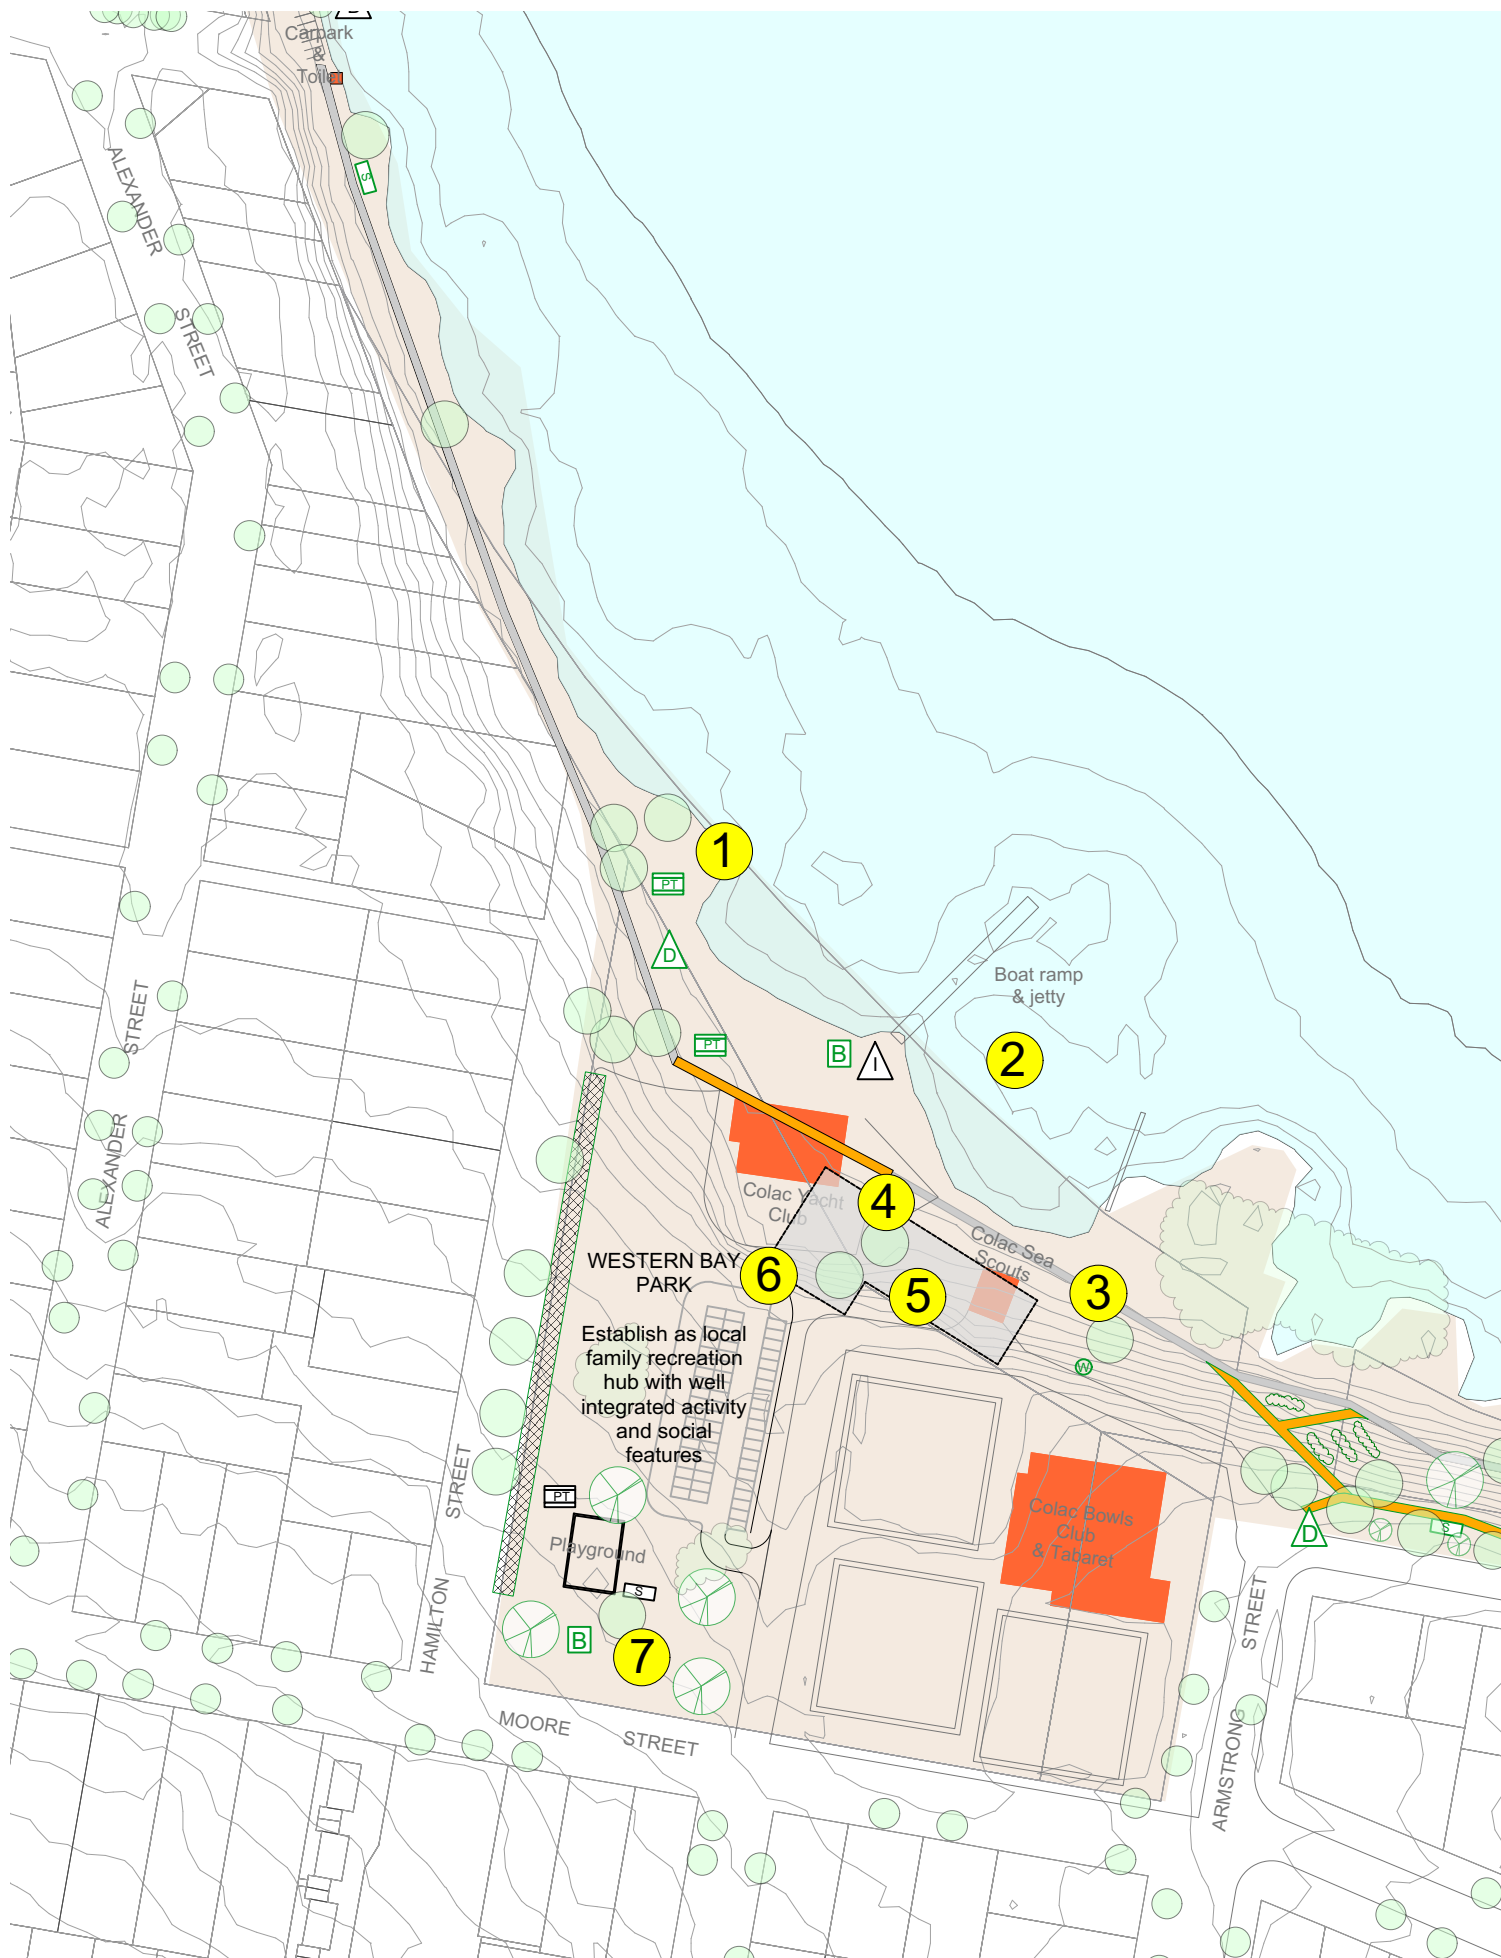 D
Carpark
&
Toilet
S
ALEXANDER
STREET
1
PT
D
Boat ramp
& jetty
STREET
PT
B
I
2
ALEXANDER
Colac Yacht
Club
4
Colac Sea
Scouts
WESTERN BAY
PARK
6
5
3
W
Establish as local
family recreation
hub with well
integrated activity
and social
features
STREET
PT
Colac Bowls
Club
& Tabaret
D
S
Playground
S
HAMILTON
B
7
STREET
MOORE
STREET
ARMSTRONG